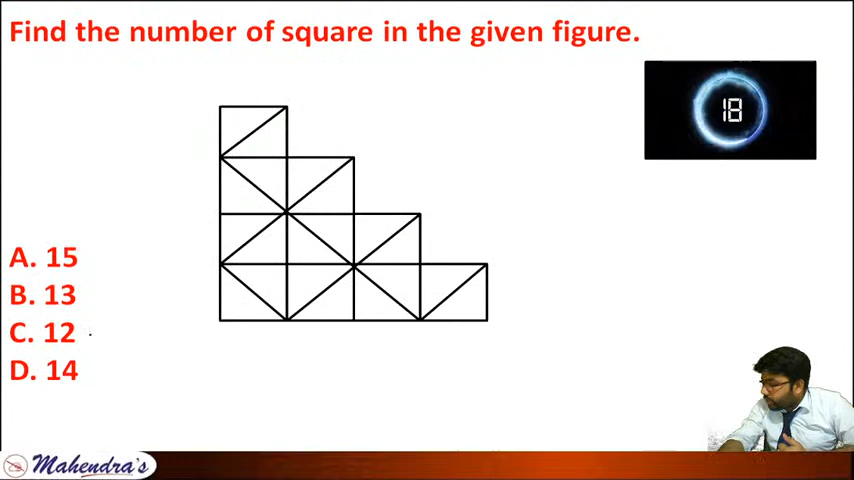 Find the number of square in the given figure.
18
A. 15
B. 13
C. 12
D. 14
Mahendra's